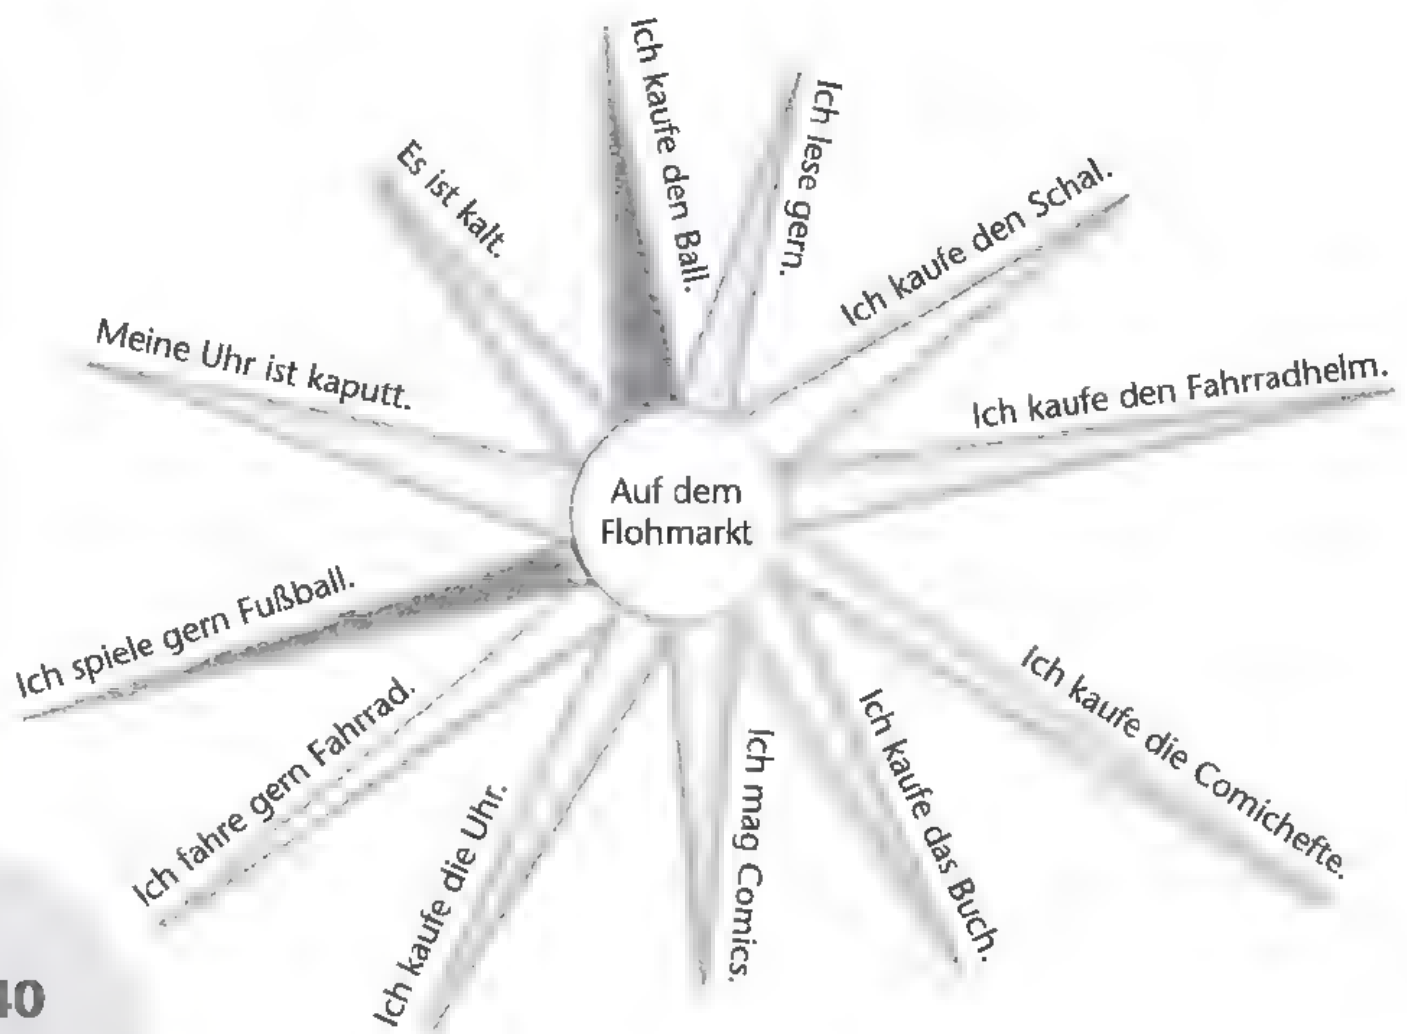 Ich kaufe den Ball.
Ich lese gern.
Ich kaufe den Schal.
Ich kaufe den Fahrradhelm.
Ich kaufe die Comichefte.
Ich kaufe das Buch.
Ich mag Comics.
Ich kaufe die Uhr.
Ich fahre gern Fahrrad.
Ich spiele gern Fußball.
Meine Uhr ist kaputt.
Es ist kalt.
Auf dem
Flohmarkt
40